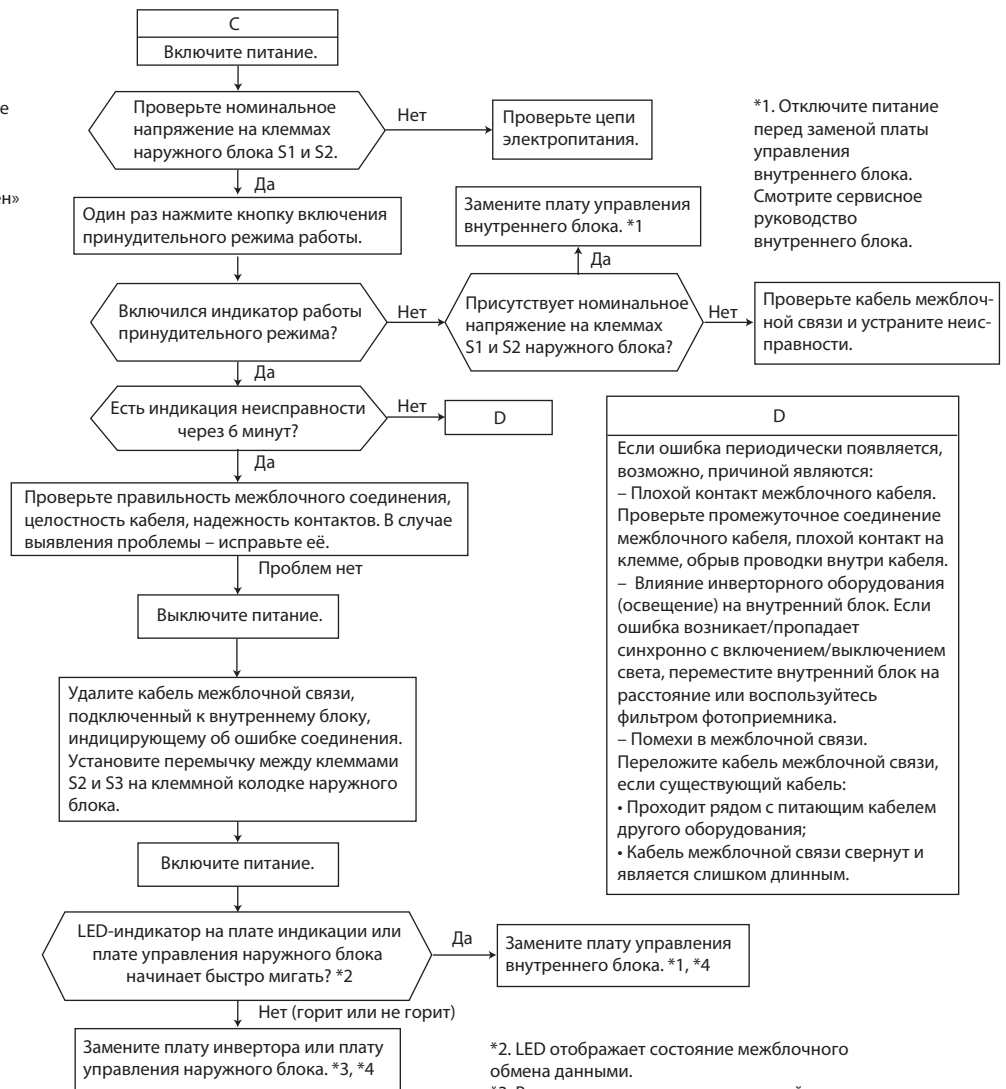 C
Включите питание.
е
Проверьте номинальное
напряжение на клеммах
наружного блока S1 и S2.
Нет
Проверьте цепи
электропитания.
*1. Отключите питание
перед заменой платы
управления
внутреннего блока.
Смотрите сервисное
руководство
внутреннего блока.
Да
ен»
Один раз нажмите кнопку включения
принудительного режима работы.
Замените плату управления
внутреннего блока. *1
Да
Включился индикатор работы
принудительного режима?
Нет
Присутствует номинальное
напряжение на клеммах
S1 и S2 наружного блока?
Нет
Проверьте кабель межблоч-
ной связи и устраните неис-
правности.
Да
Есть индикация неисправности
через 6 минут?
Нет
D
Да
Проверьте правильность межблочного соединения,
целостность кабеля, надежность контактов. В случае
выявления проблемы – исправьте её.
Проблем нет
Выключите питание.
Удалите кабель межблочной связи,
подключенный к внутреннему блоку,
индицирующему об ошибке соединения.
Установите перемычку между клеммами
S2 и S3 на клеммной колодке наружного
блока.
Включите питание.
D
Если ошибка периодически появляется,
возможно, причиной являются:
– Плохой контакт межблочного кабеля.
Проверьте промежуточное соединение
межблочного кабеля, плохой контакт на
клемме, обрыв проводки внутри кабеля.
– Влияние инверторного оборудования
(освещение) на внутренний блок. Если
ошибка возникает/пропадает
синхронно с включением/выключением
света, переместите внутренний блок на
расстояние или воспользуйтесь
фильтром фотоприемника.
– Помехи в межблочной связи.
Переложите кабель межблочной связи,
если существующий кабель:
• Проходит рядом с питающим кабелем
другого оборудования;
• Кабель межблочной связи свернут и
является слишком длинным.
LED-индикатор на плате индикации или
плате управления наружного блока
начинает быстро мигать? *2
Да
Замените плату управления
внутреннего блока. *1, *4
Нет (горит или не горит)
Замените плату инвертора или плату
управления наружного блока. *3, *4
*2. LED отображает состояние межблочного
обмена данными.